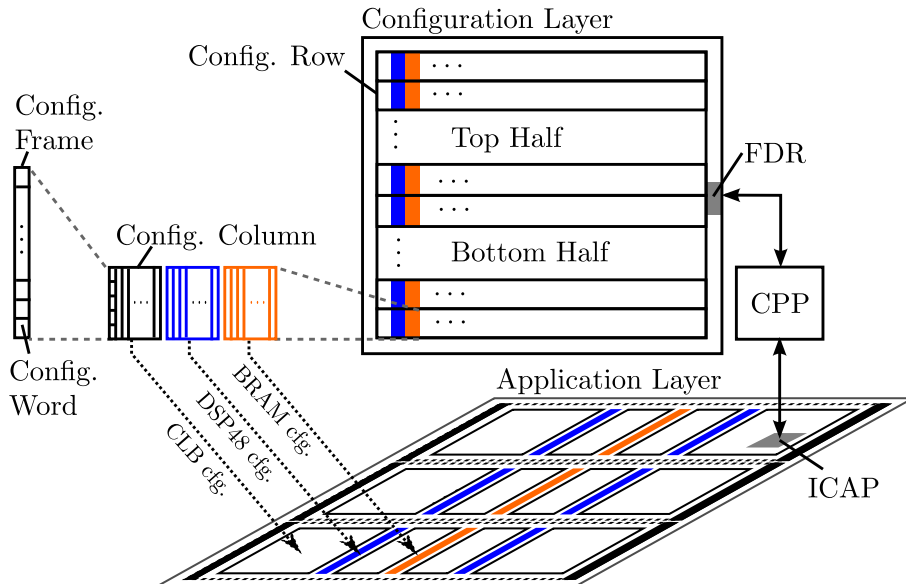 Configuration Layer
Config. Row
· · ·
· · ·
Config.
Frame
Top Half
FDR
· · ·
· · ·
Config. Column
Bottom Half
· · ·
· · ·
CPP
Config.
Word
Application Layer
BRAM cfg.
DSP48 cfg.
CLB cfg.
ICAP